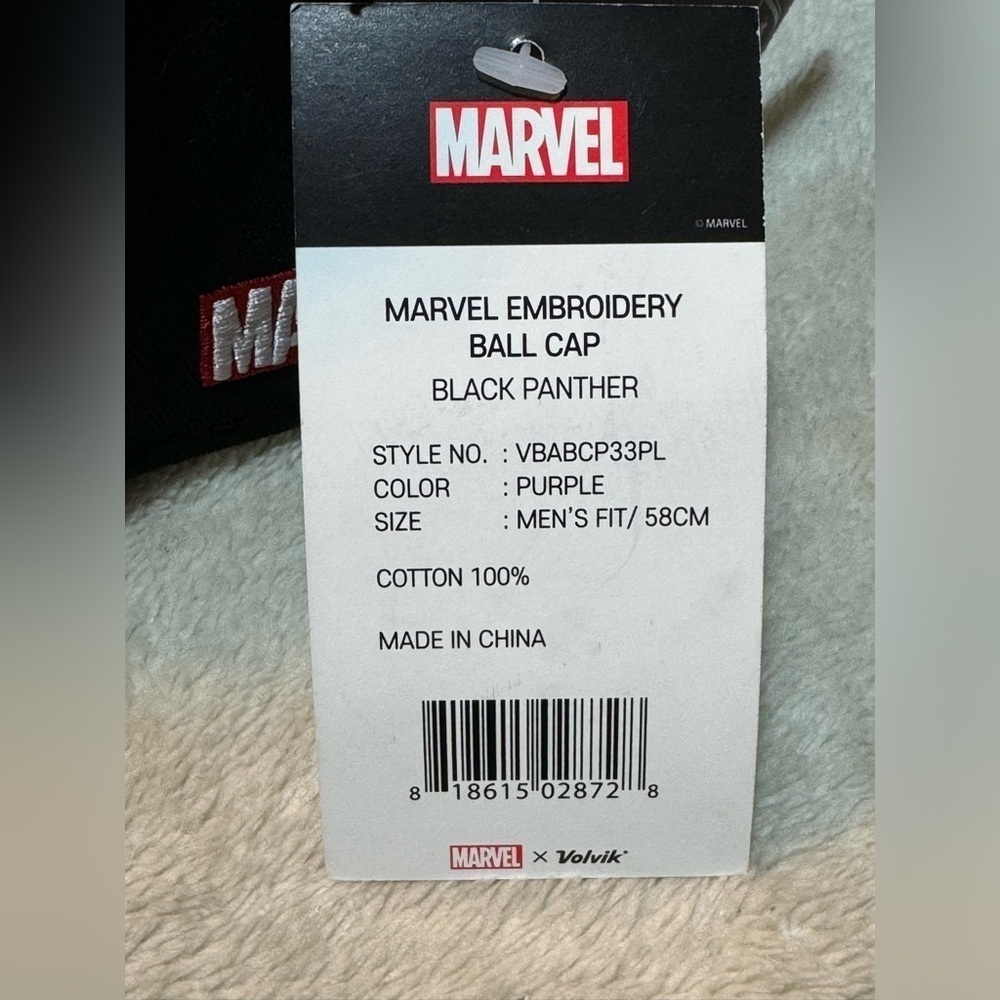 MARVEL
© MARVEL
MA
MARVEL EMBROIDERY
BALL CAP
BLACK PANTHER
STYLE NO. : VBABCP33PL
COLOR : PURPLE
SIZE : MEN'S FIT/ 58CM
COTTON 100%
MADE IN CHINA
8 18615 02872 8
MARVEL × Volvik